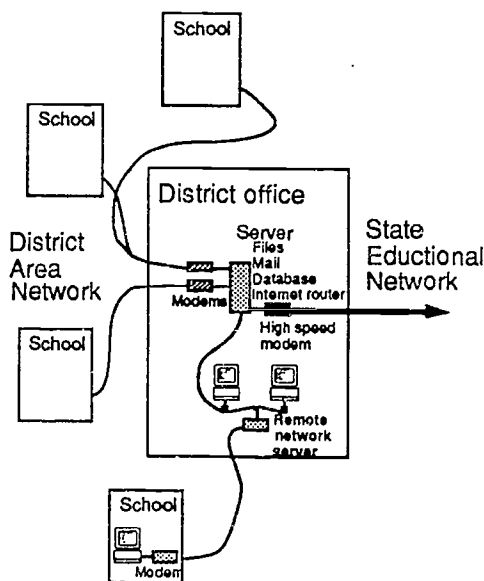 School
School
District office
District
Area
Network
Server
Files
Mail
Database
Internet router
State
Eductional
Network
Modems
High speed
modem
School
Remote
network
server
School
Modem